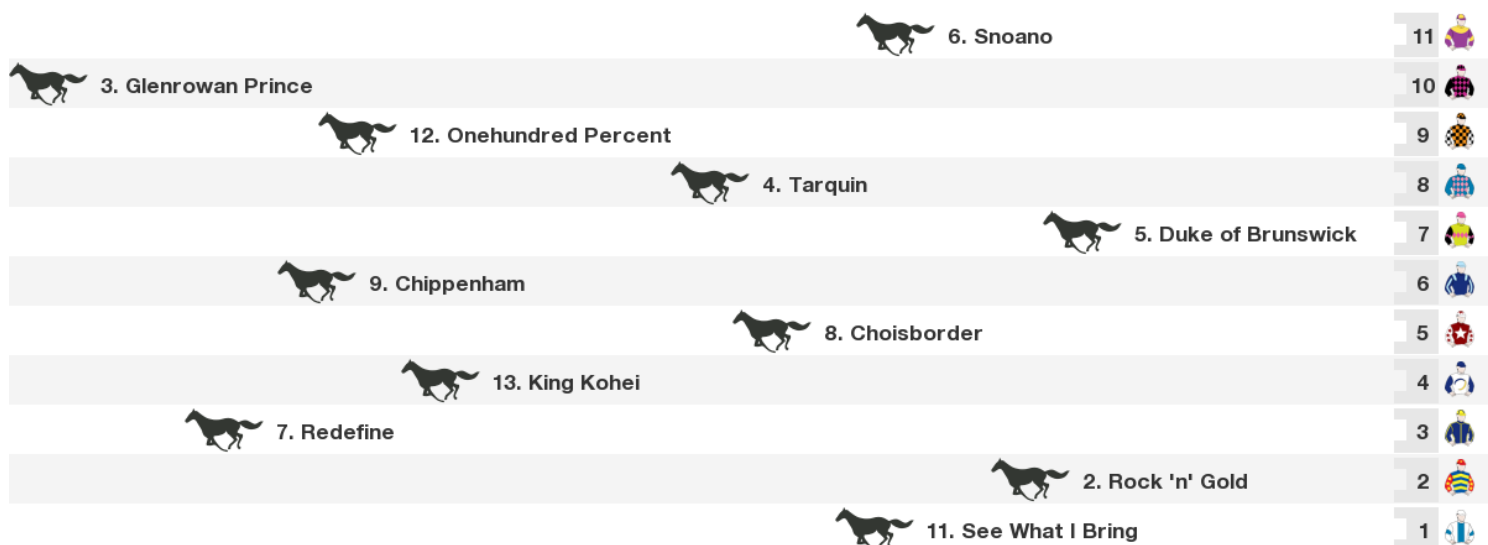 6. Snoano 11
3. Glenrowan Prince 10
12. Onehundred Percent 9
4. Tarquin 8
5. Duke of Brunswick 7
9. Chippenham 6
8. Choisborder 5
13. King Kohei 4
7. Redefine 3
2. Rock 'n' Gold 2
11. See What I Bring 1